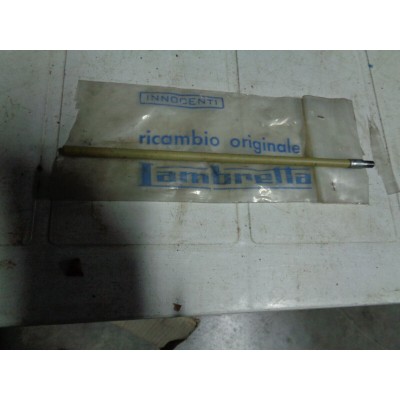 INNOCENTI
ricambio originale
Lambretta